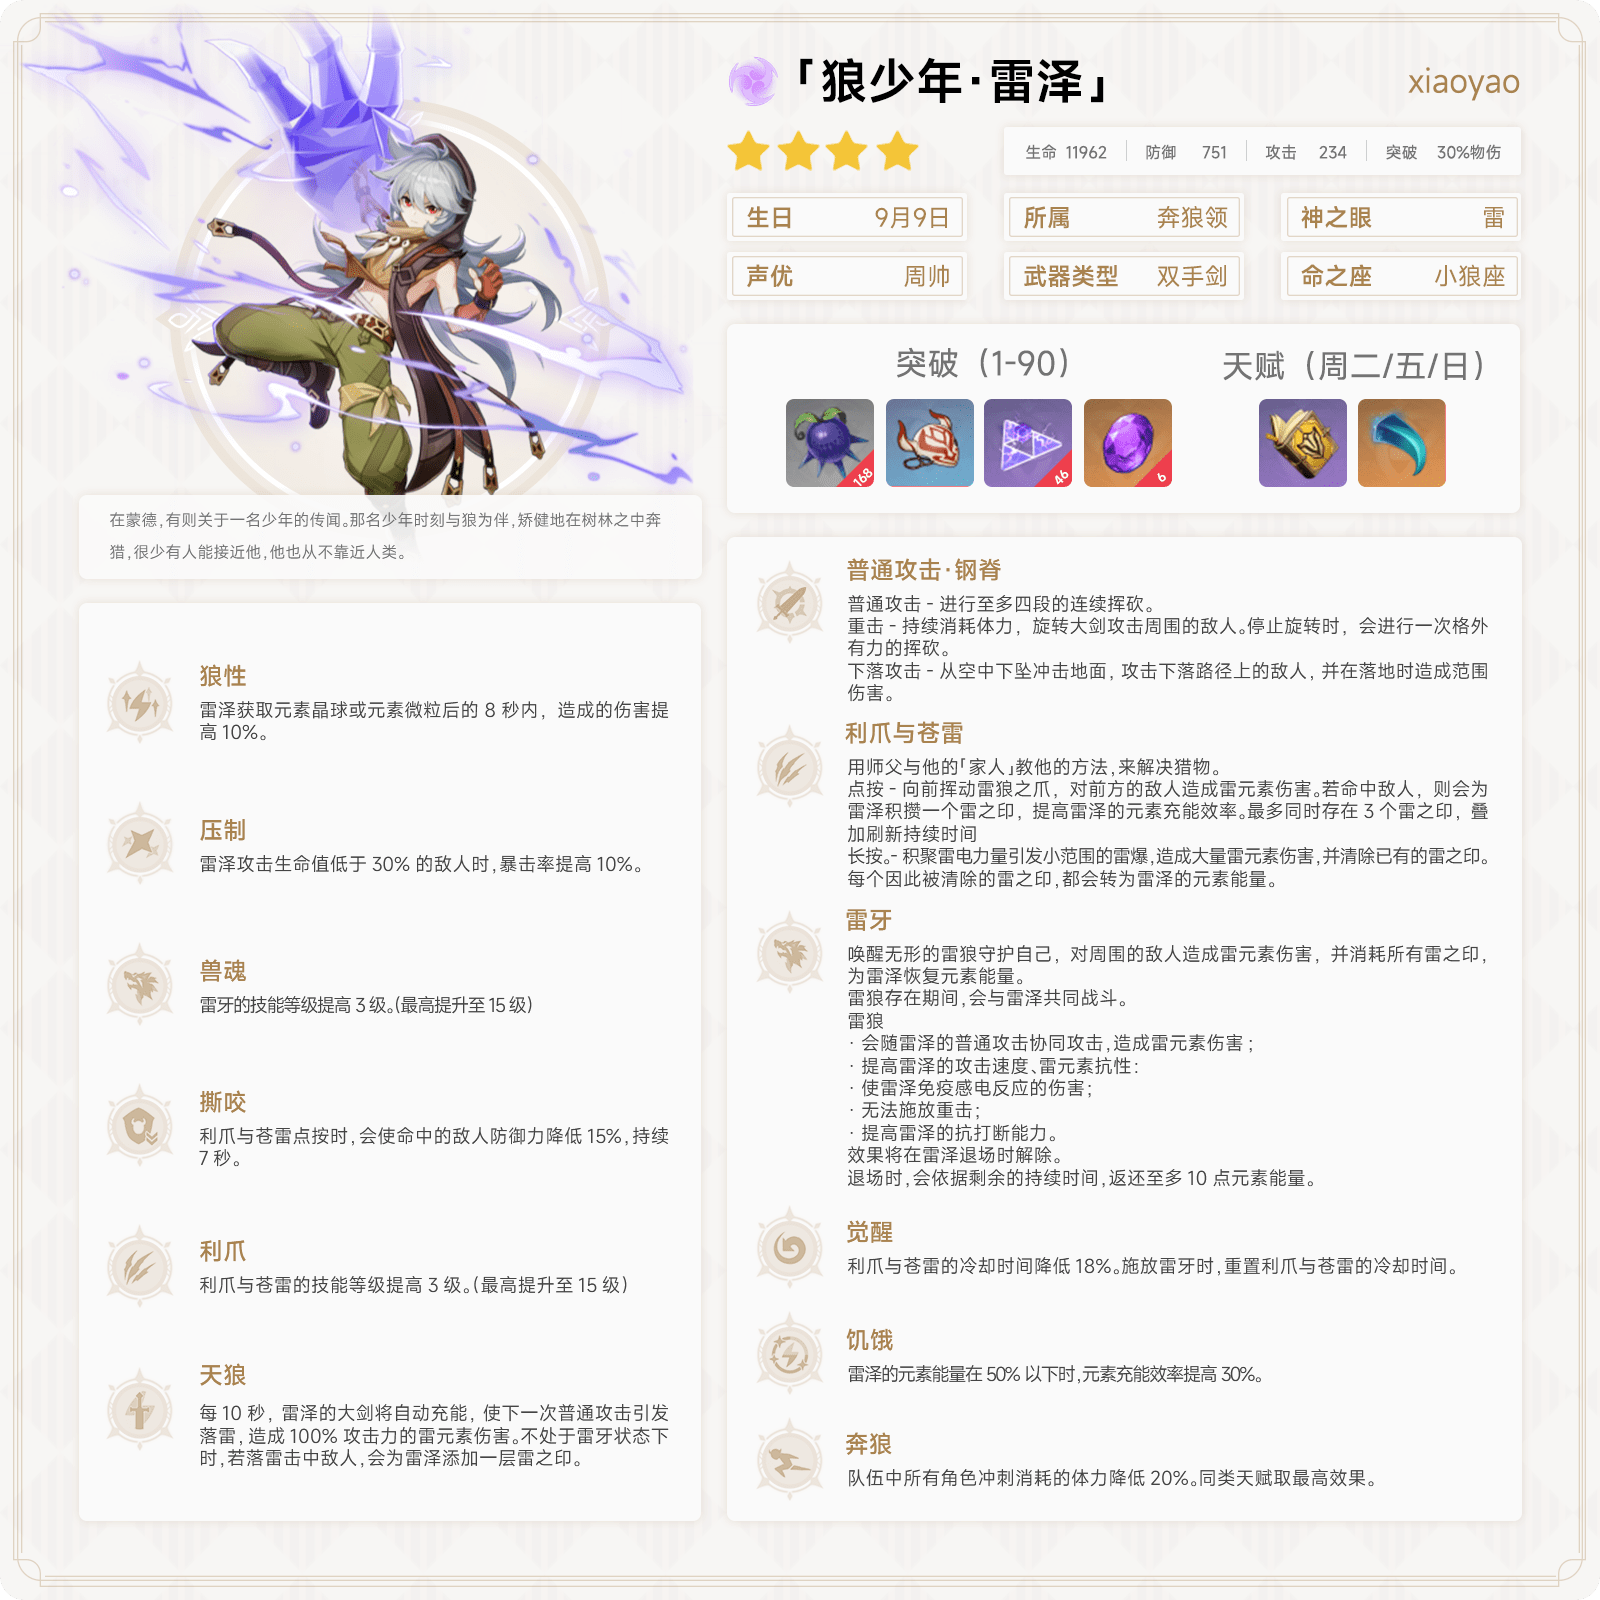 「狼少年·雷泽」
xiaoyao
生命 11962 防御 751 攻击 234 突破 30%物伤
生日 9月9日
所属 奔狼领
神之眼 雷
声优 周帅
武器类型 双手剑
命之座 小狼座
突破（1-90）
天赋（周二/五/日）
168
46
6
在蒙德,有则关于一名少年的传闻。那名少年时刻与狼为伴,矫健地在树林之中奔
猎,很少有人能接近他,他也从不靠近人类。
狼性
雷泽获取元素晶球或元素微粒后的 8 秒内，造成的伤害提
高 10%。
压制
雷泽攻击生命值低于 30% 的敌人时,暴击率提高 10%。
兽魂
雷牙的技能等级提高 3 级。(最高提升至 15 级)
撕咬
利爪与苍雷点按时,会使命中的敌人防御力降低 15%,持续
7 秒。
利爪
利爪与苍雷的技能等级提高 3 级。(最高提升至 15 级)
天狼
每 10 秒，雷泽的大剑将自动充能，使下一次普通攻击引发
落雷,造成 100% 攻击力的雷元素伤害。不处于雷牙状态下
时,若落雷击中敌人,会为雷泽添加一层雷之印。
普通攻击·钢脊
普通攻击 - 进行至多四段的连续挥砍。
重击 - 持续消耗体力，旋转大剑攻击周围的敌人。停止旋转时，会进行一次格外
有力的挥砍。
下落攻击 - 从空中下坠冲击地面，攻击下落路径上的敌人，并在落地时造成范围
伤害。
利爪与苍雷
用师父与他的「家人」教他的方法,来解决猎物。
点按 - 向前挥动雷狼之爪，对前方的敌人造成雷元素伤害。若命中敌人，则会为
雷泽积攒一个雷之印，提高雷泽的元素充能效率。最多同时存在 3 个雷之印，叠
加刷新持续时间
长按。- 积聚雷电力量引发小范围的雷爆,造成大量雷元素伤害,并清除已有的雷之印。
每个因此被清除的雷之印,都会转为雷泽的元素能量。
雷牙
唤醒无形的雷狼守护自己，对周围的敌人造成雷元素伤害，并消耗所有雷之印，
为雷泽恢复元素能量。
雷狼存在期间,会与雷泽共同战斗。
雷狼
· 会随雷泽的普通攻击协同攻击,造成雷元素伤害；
· 提高雷泽的攻击速度、雷元素抗性：
· 使雷泽免疫感电反应的伤害；
· 无法施放重击；
· 提高雷泽的抗打断能力。
效果将在雷泽退场时解除。
退场时,会依据剩余的持续时间,返还至多 10 点元素能量。
觉醒
利爪与苍雷的冷却时间降低 18%。施放雷牙时,重置利爪与苍雷的冷却时间。
饥饿
雷泽的元素能量在 50% 以下时,元素充能效率提高 30%。
奔狼
队伍中所有角色冲刺消耗的体力降低 20%。同类天赋取最高效果。